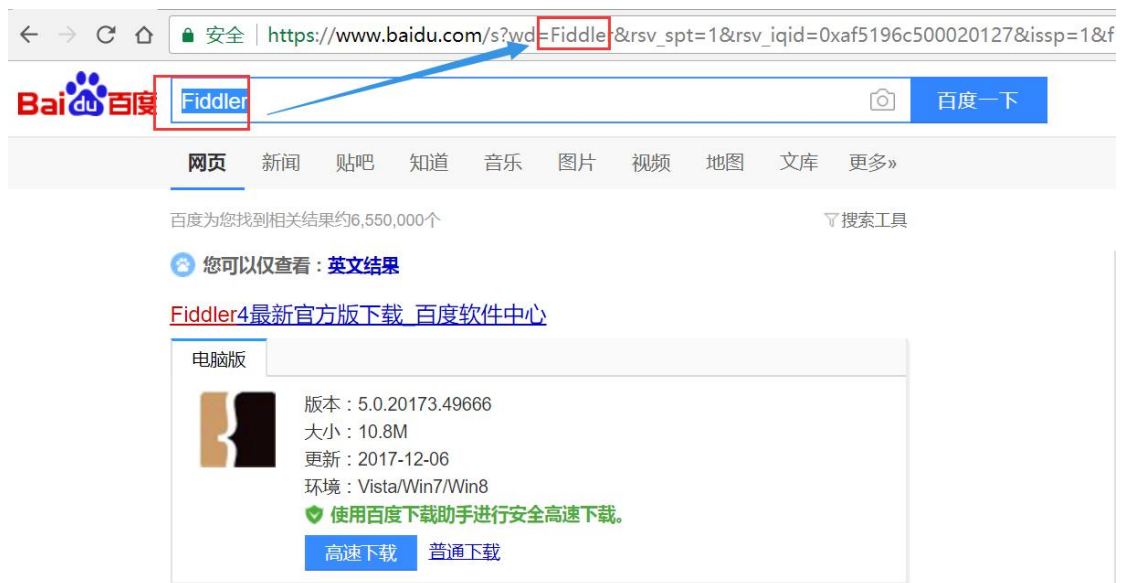 安全 https://www.baidu.com/s?wd=Fiddler&rsv_spt=1&rsv_iqid=0xaf5196c500020127&issp=1&f
Bai du 百度 Fiddler 百度一下
网页 新闻 贴吧 知道 音乐 图片 视频 地图 文库 更多»
百度为您找到相关结果约6,550,000个 搜索工具
您可以仅查看：英文结果
Fiddler4最新官方版下载_百度软件中心
电脑版
版本：5.0.20173.49666
大小：10.8M
更新：2017-12-06
环境：Vista/Win7/Win8
使用百度下载助手进行安全高速下载。
高速下载 普通下载